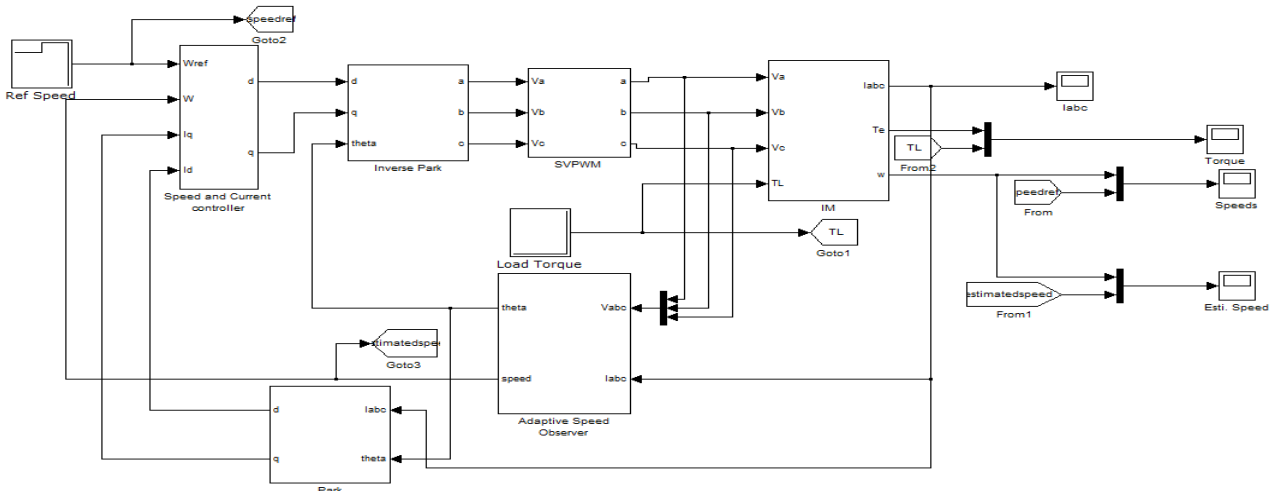 speedref
Goto2
Ref Speed
Wref
W
Iq
Id
d
q
Speed and Current
controller
d
q
theta
a
b
c
Inverse Park
Va
Vb
Vc
a
b
c
SVPWM
Va
Vb
Vc
TL
Iabc
Te
w
IM
Iabc
TL
From2
Torque
peedref
From
Speeds
Load Torque
TL
Goto1
estimatedspeed
From1
Esti. Speed
theta
speed
Vabc
Iabc
Adaptive Speed
Observer
timatedspe
Goto3
d
q
Iabc
theta
Park